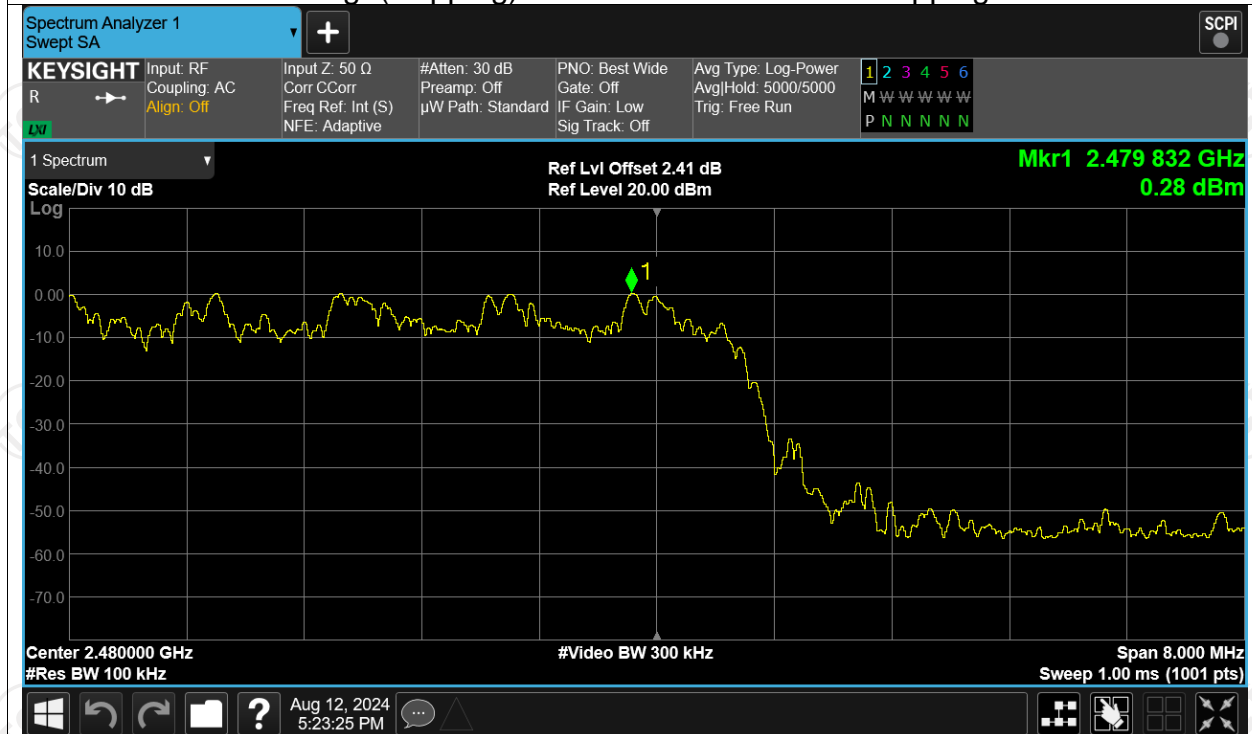 Spectrum Analyzer 1
Swept SA
SCPI
KEYSIGHT
R
LXI
Input: RF
Coupling: AC
Align: Off
Input Z: 50 Ω
Corr CCorr
Freq Ref: Int (S)
NFE: Adaptive
#Atten: 30 dB
Preamp: Off
µW Path: Standard
PNO: Best Wide
Gate: Off
IF Gain: Low
Sig Track: Off
Avg Type: Log-Power
Avg|Hold: 5000/5000
Trig: Free Run
1 2 3 4 5 6
M W W W W W
P N N N N N
1 Spectrum
Scale/Div 10 dB
Log
Ref Lvl Offset 2.41 dB
Ref Level 20.00 dBm
Mkr1 2.479 832 GHz
0.28 dBm
10.0
0.00
-10.0
-20.0
-30.0
-40.0
-50.0
-60.0
-70.0
1
Center 2.480000 GHz
#Res BW 100 kHz
#Video BW 300 kHz
Span 8.000 MHz
Sweep 1.00 ms (1001 pts)
?
Aug 12, 2024
5:23:25 PM